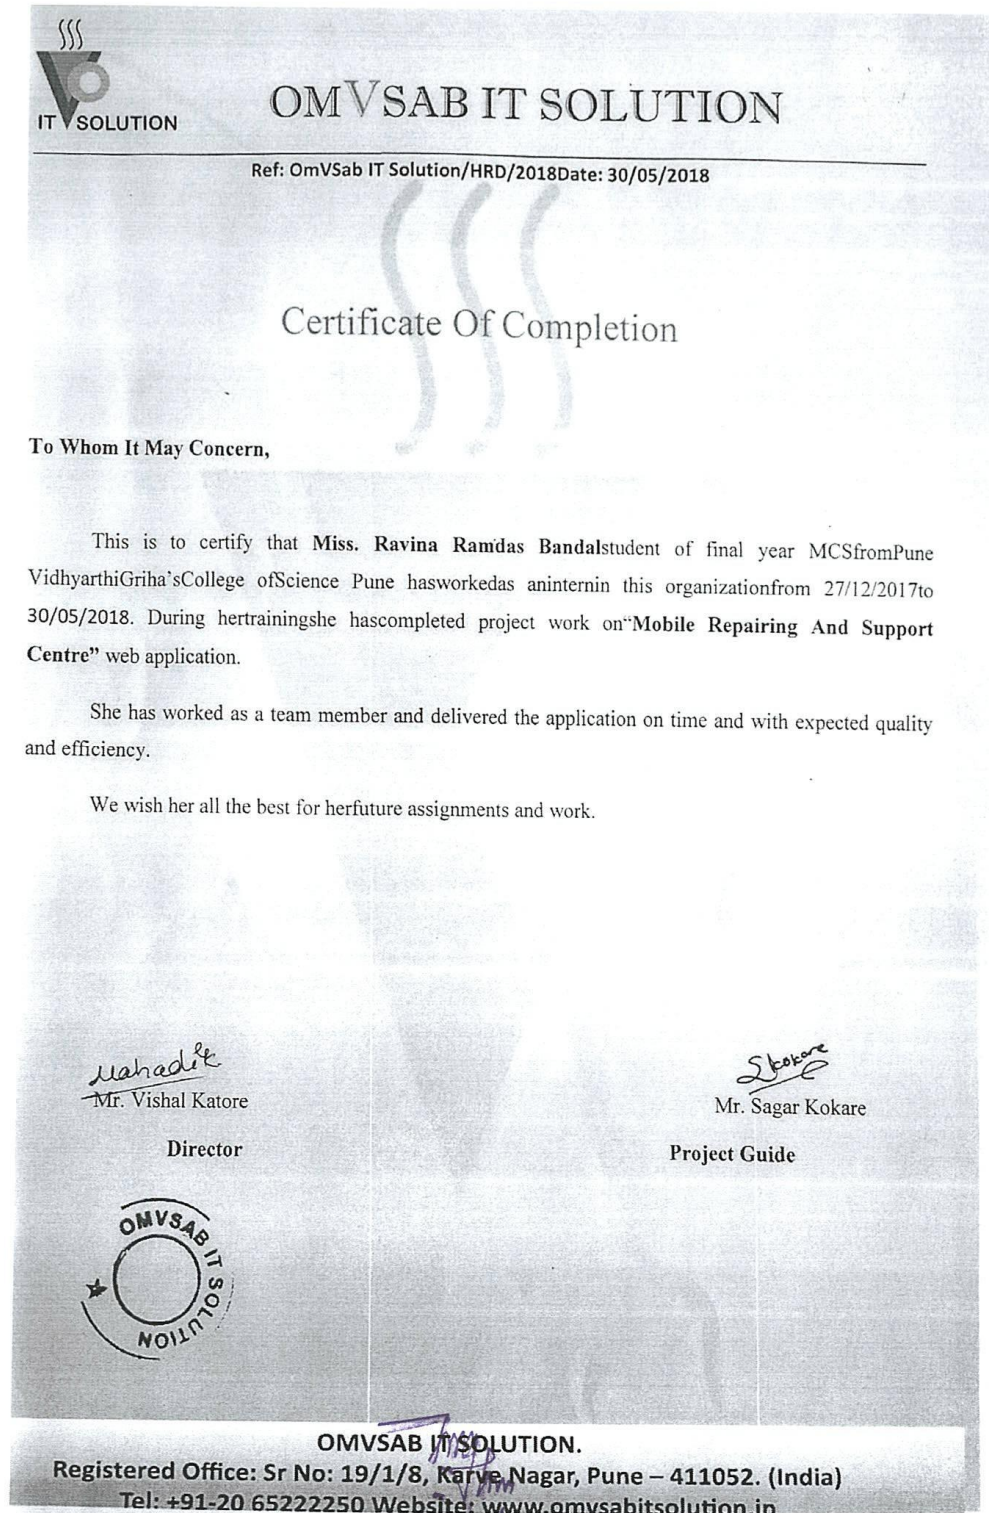 IT SOLUTION
OMVSAB IT SOLUTION
Ref: OmVSab IT Solution/HRD/2018Date: 30/05/2018
Certificate Of Completion
To Whom It May Concern,
This is to certify that Miss. Ravina Ramdas Bandalstudent of final year MCSfromPune
VidhyarthiGriha'sCollege ofScience Pune hasworkedas aninternin this organizationfrom 27/12/2017to
30/05/2018. During hertrainingshe hascompleted project work on“Mobile Repairing And Support
Centre” web application.
She has worked as a team member and delivered the application on time and with expected quality
and efficiency.
We wish her all the best for herfuture assignments and work.
Mahadik
Skokare
Mr. Vishal Katore
Mr. Sagar Kokare
Director
Project Guide
OMVSAB IT SOLUTION
OMVSAB IT SOLUTION.
Registered Office: Sr No: 19/1/8, Karve Nagar, Pune – 411052. (India)
Tel: +91-20 65222250 Website: www.omvsabitsolution.in